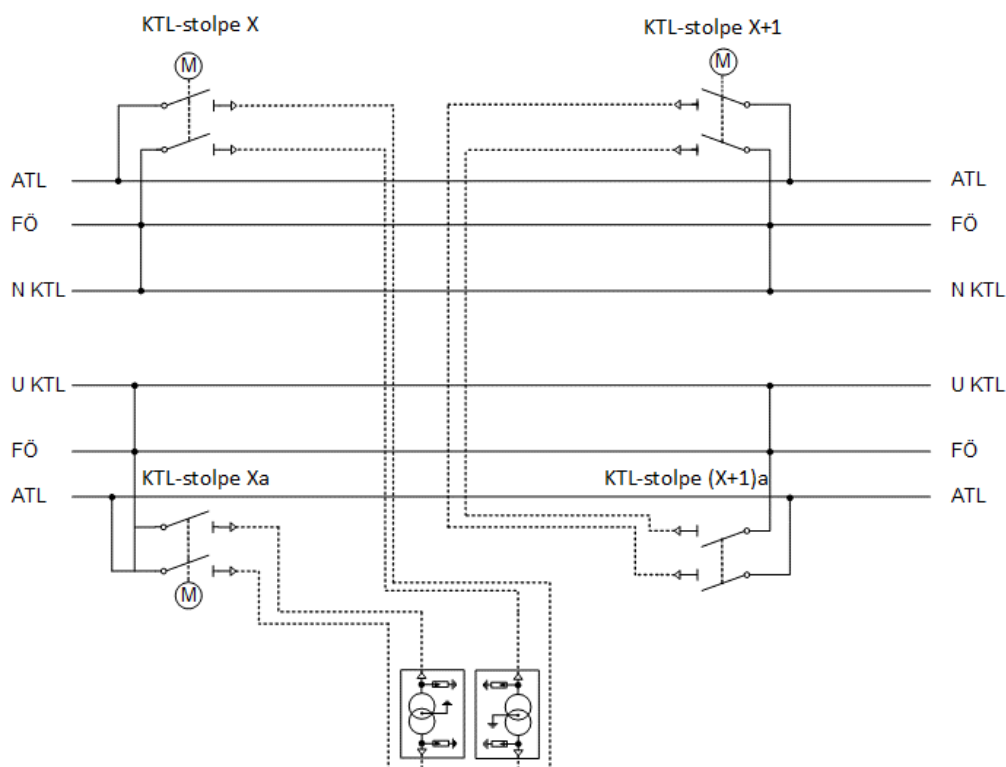 KTL-stolpe X
KTL-stolpe X+1
M
M
ATL
ATL
FÖ
FÖ
N KTL
N KTL
U KTL
U KTL
FÖ
FÖ
KTL-stolpe Xa
KTL-stolpe (X+1)a
ATL
ATL
M